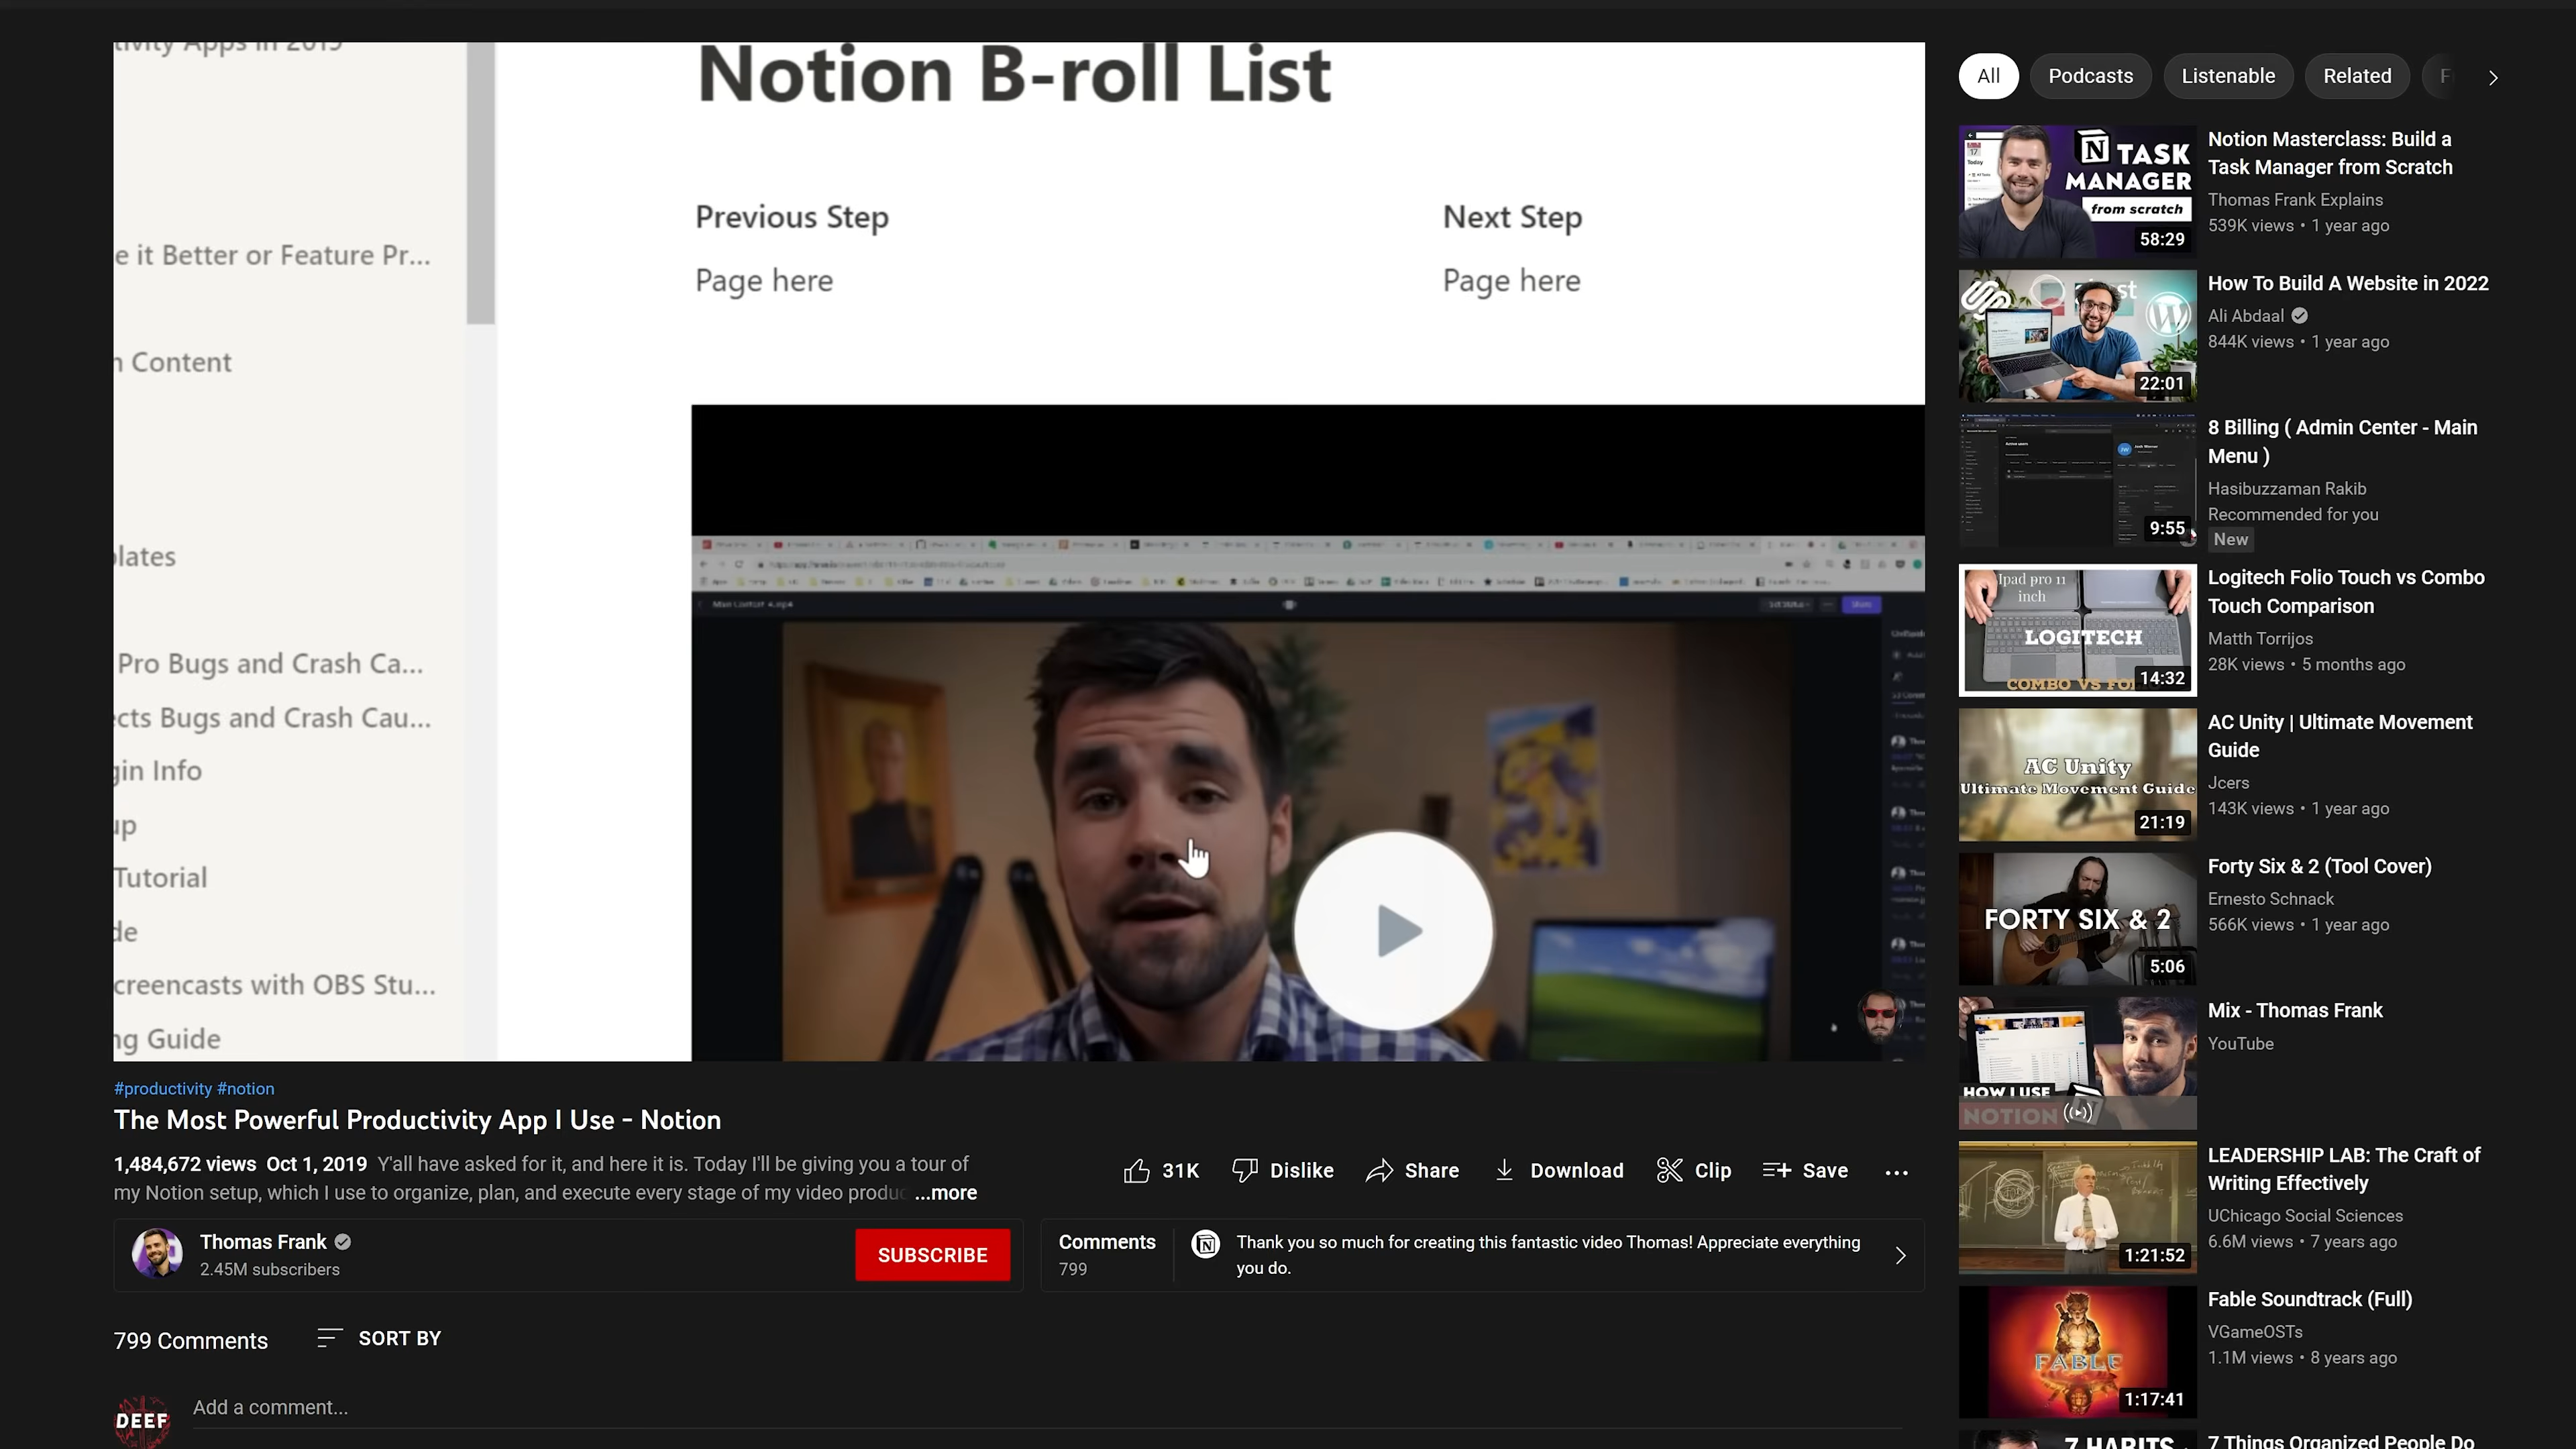 tivity Apps in 2019
e it Better or Feature Pr...
n Content
plates
Pro Bugs and Crash Ca...
ects Bugs and Crash Cau...
gin Info
up
Tutorial
de
creencasts with OBS Stu...
ng Guide
Notion B-roll List
Previous Step
Next Step
Page here
Page here
Share
#productivity #notion
The Most Powerful Productivity App I Use - Notion
1,484,672 views Oct 1, 2019 Y'all have asked for it, and here it is. Today I'll be giving you a tour of
my Notion setup, which I use to organize, plan, and execute every stage of my video produc ...more
31K
Dislike
Share
Download
Clip
Save
Thomas Frank
2.45M subscribers
SUBSCRIBE
Comments
799
Thank you so much for creating this fantastic video Thomas! Appreciate everything
you do.
799 Comments
SORT BY
DEEF
Add a comment...
All
Podcasts
Listenable
Related
F
17
Today
N TASK
MANAGER
from scratch
58:29
Notion Masterclass: Build a
Task Manager from Scratch
Thomas Frank Explains
539K views • 1 year ago
22:01
How To Build A Website in 2022
Ali Abdaal
844K views • 1 year ago
9:55
8 Billing ( Admin Center - Main
Menu )
Hasibuzzaman Rakib
Recommended for you
New
Ipad pro 11
inch
LOGITECH
COMBO VS FO
14:32
Logitech Folio Touch vs Combo
Touch Comparison
Matth Torrijos
28K views • 5 months ago
AC Unity
Ultimate Movement Guide
21:19
AC Unity | Ultimate Movement
Guide
Jcers
143K views • 1 year ago
FORTY SIX & 2
5:06
Forty Six & 2 (Tool Cover)
Ernesto Schnack
566K views • 1 year ago
HOW I USE
NOTION
Mix - Thomas Frank
YouTube
1:21:52
LEADERSHIP LAB: The Craft of
Writing Effectively
UChicago Social Sciences
6.6M views • 7 years ago
FABLE
1:17:41
Fable Soundtrack (Full)
VGameOSTs
1.1M views • 8 years ago
7 HABITS
7 Things Organized People Do